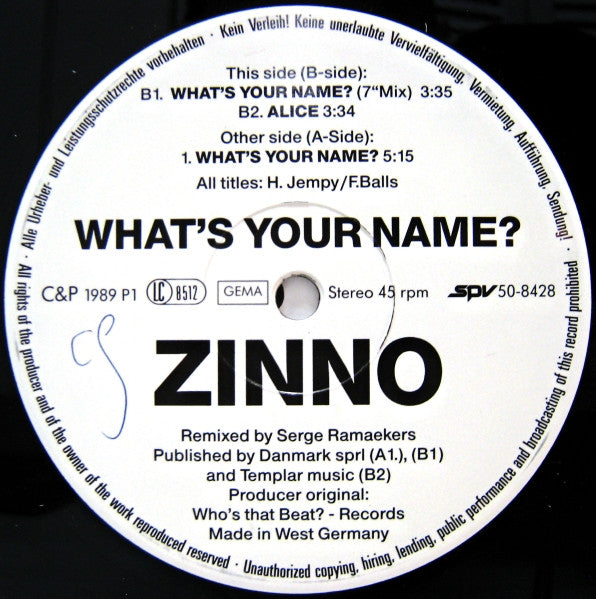 · Alle Urheber- und Leistungsschutzrechte vorbehalten · Kein Verleih! Keine unerlaubte Vervielfältigung, Vermietung, Aufführung, Sendung! ·
This side (B-side):
B1. WHAT'S YOUR NAME? (7"Mix) 3:35
B2. ALICE 3:34
Other side (A-Side):
1. WHAT'S YOUR NAME? 5:15
All titles: H. Jempy/F.Balls
WHAT'S YOUR NAME?
C&P 1989 P1 LC 8512 GEMA Stereo 45 rpm SPV 50-8428
ZINNO
Remixed by Serge Ramaekers
Published by Danmark sprl (A1.), (B1)
and Templar music (B2)
Producer original:
Who's that Beat? - Records
Made in West Germany
All rights of the producer and of the owner of the work reproduced reserved · Unauthorized copying, hiring, lending, public performance and broadcasting of this record prohibited